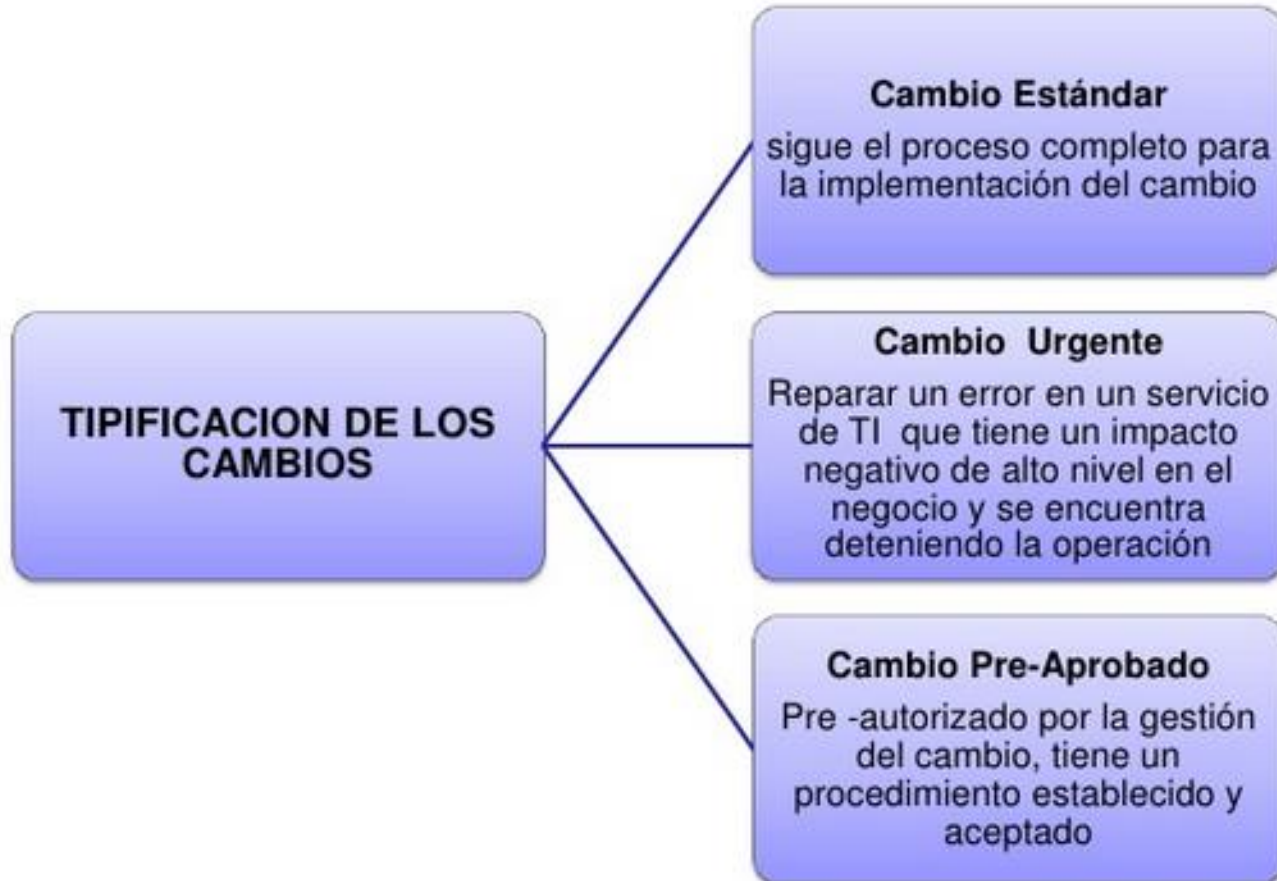 TIPIFICACION DE LOS
CAMBIOS
Cambio Estándar
sigue el proceso completo para
la implementación del cambio
Cambio Urgente
Reparar un error en un servicio
de TI que tiene un impacto
negativo de alto nivel en el
negocio y se encuentra
deteniendo la operación
Cambio Pre-Aprobado
Pre -autorizado por la gestión
del cambio, tiene un
procedimiento establecido y
aceptado